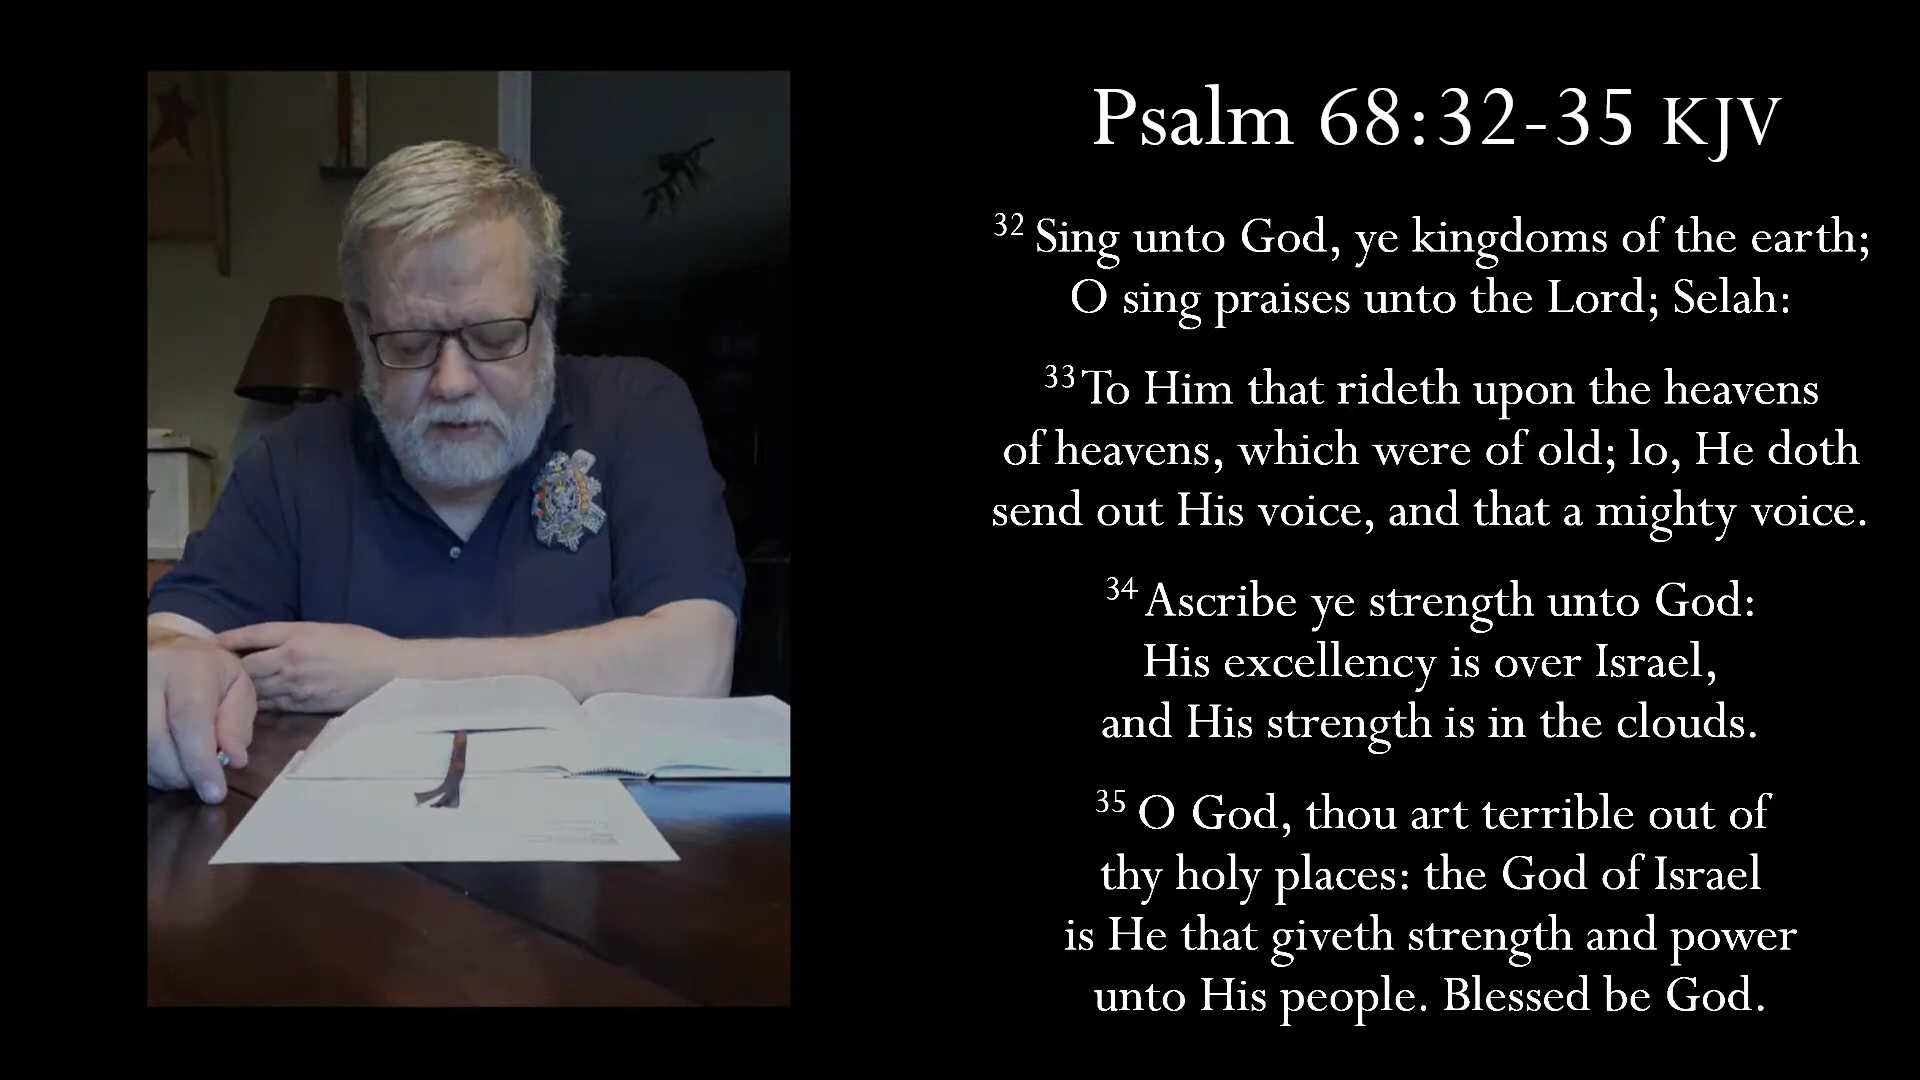 Psalm 68:32-35 KJV
32 Sing unto God, ye kingdoms of the earth;
O sing praises unto the Lord; Selah:
33 To Him that rideth upon the heavens
of heavens, which were of old; lo, He doth
send out His voice, and that a mighty voice.
34 Ascribe ye strength unto God:
His excellency is over Israel,
and His strength is in the clouds.
35 O God, thou art terrible out of
thy holy places: the God of Israel
is He that giveth strength and power
unto His people. Blessed be God.